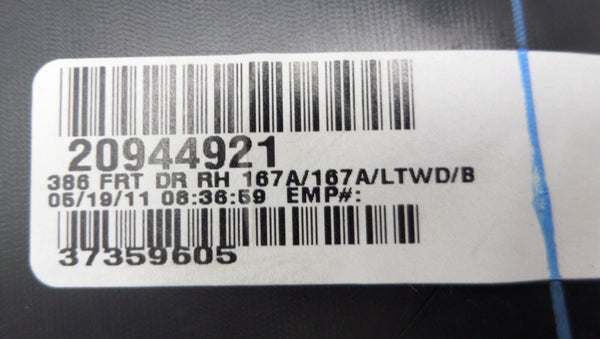 20944921
386 FRT DR RH 167A/167A/LTWD/B
05/19/11 06:36:59 EMP#:
37359605